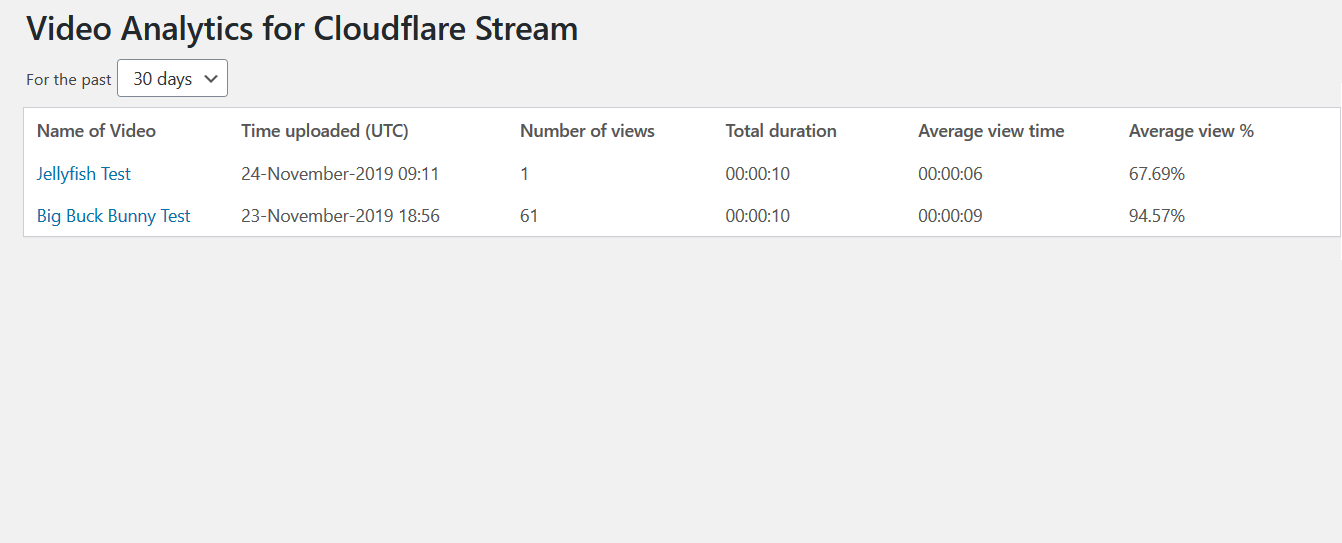 Video Analytics for Cloudflare Stream
For the past 30 days
Name of Video Time uploaded (UTC) Number of views Total duration Average view time Average view %
Jellyfish Test 24-November-2019 09:11 1 00:00:10 00:00:06 67.69%
Big Buck Bunny Test 23-November-2019 18:56 61 00:00:10 00:00:09 94.57%